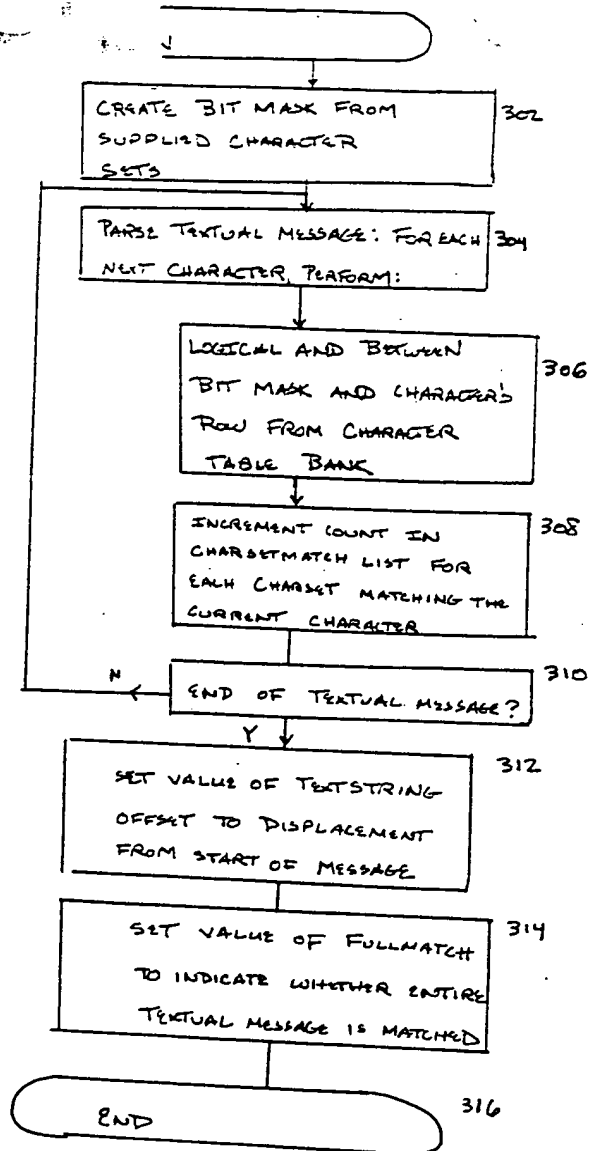 CREATE BIT MASK FROM 302
SUPPLIED CHARACTER
SETS
PARSE TEXTUAL MESSAGE: FOR EACH 304
NEXT CHARACTER, PERFORM:
LOGICAL AND BETWEEN 306
BIT MASK AND CHARACTER'S
ROW FROM CHARACTER
TABLE BANK
INCREMENT COUNT IN 308
CHARSETMATCH LIST FOR
EACH CHARSET MATCHING THE
CURRENT CHARACTER
N
END OF TEXTUAL MESSAGE? 310
Y
SET VALUE OF TEXTSTRING 312
OFFSET TO DISPLACEMENT
FROM START OF MESSAGE
SET VALUE OF FULLMATCH 314
TO INDICATE WHETHER ENTIRE
TEXTUAL MESSAGE IS MATCHED
END 316